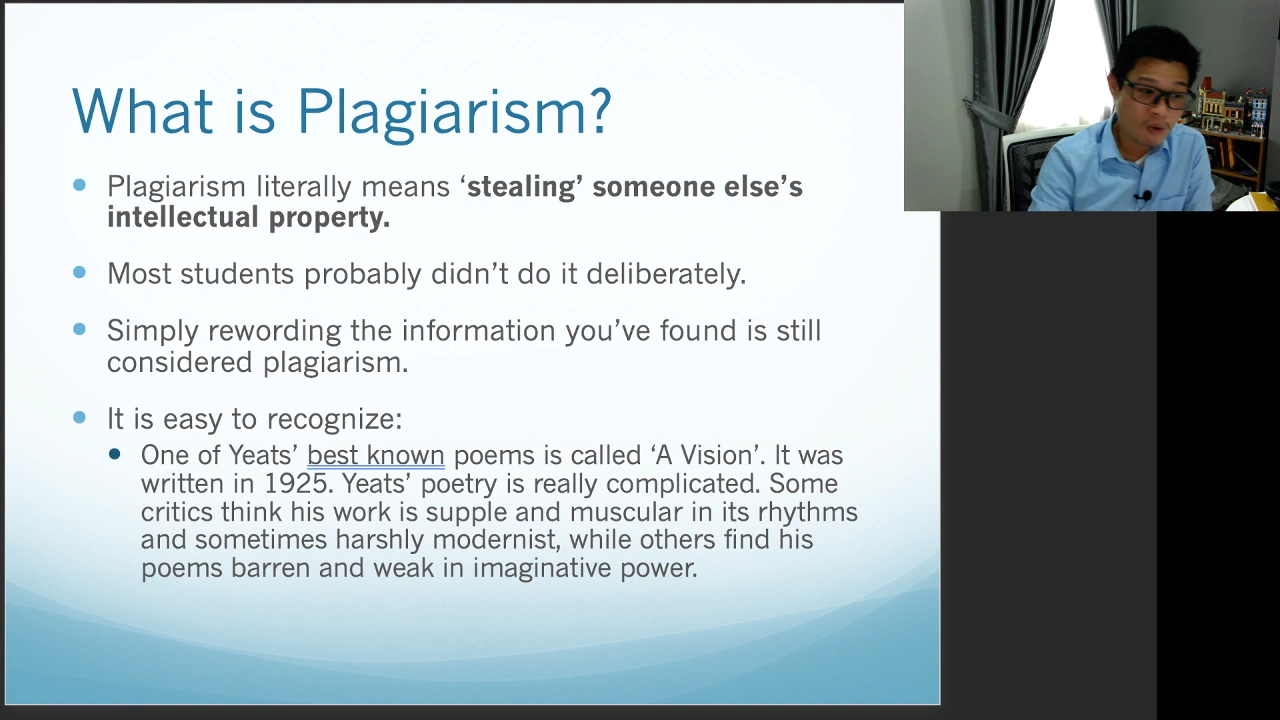 What is Plagiarism?
Plagiarism literally means ‘stealing’ someone else’s
intellectual property.
Most students probably didn’t do it deliberately.
Simply rewording the information you’ve found is still
considered plagiarism.
It is easy to recognize:
One of Yeats’ best known poems is called ‘A Vision’. It was
written in 1925. Yeats’ poetry is really complicated. Some
critics think his work is supple and muscular in its rhythms
and sometimes harshly modernist, while others find his
poems barren and weak in imaginative power.